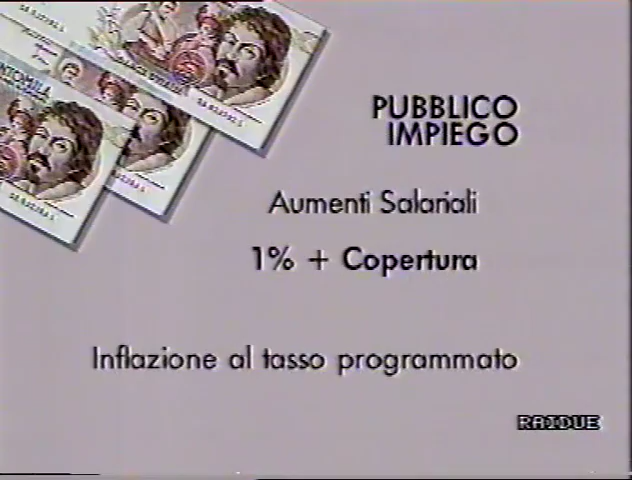 PUBBLICO
IMPIEGO
Aumenti Salariali
1% + Copertura
Inflazione al tasso programmato
RAIDUE